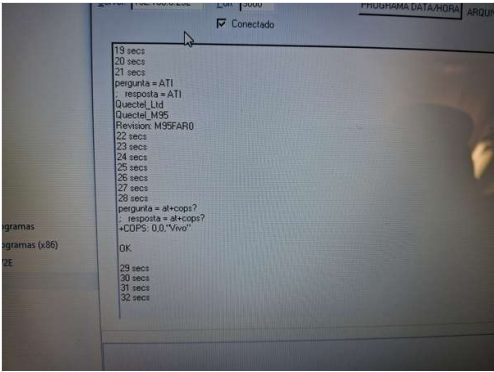 5000
PROGRAMA DATA/HORA
Conectado
19 secs
20 secs
21 secs
pergunta = ATI
; resposta = ATI
Quectel_Ltd
Quectel_M95
Revision: M95FAR0
22 secs
23 secs
24 secs
25 secs
26 secs
27 secs
28 secs
pergunta = at+cops?
; resposta = at+cops?
+COPS: 0,0,"Vivo"
OK
29 secs
30 secs
31 secs
32 secs
ogramas
ogramas (x86)